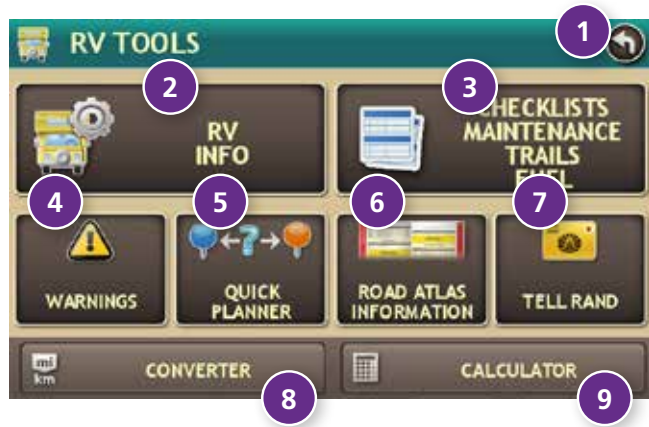 1
RV TOOLS
2
3
RV
INFO
CHECKLISTS
MAINTENANCE
TRAILS
FUEL
4
5
6
7
?
WARNINGS
QUICK
PLANNER
ROAD ATLAS
INFORMATION
TELL RAND
mi
km
CONVERTER
CALCULATOR
8
9